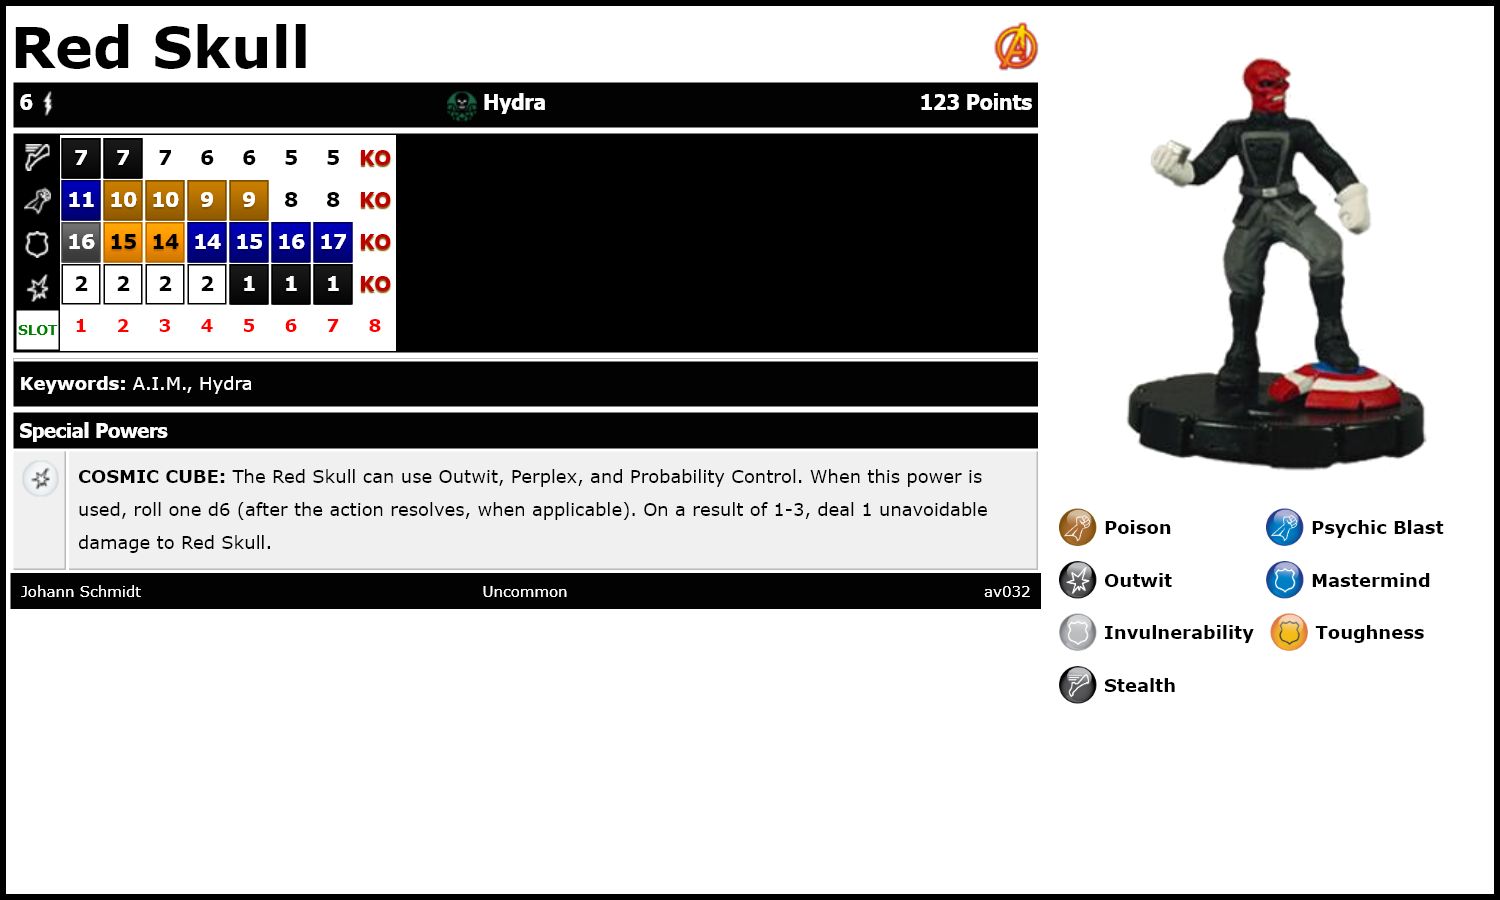 Red Skull
6 Hydra 123 Points
7 7 7 6 6 5 5 KO
11 10 10 9 9 8 8 KO
16 15 14 14 15 16 17 KO
2 2 2 2 1 1 1 KO
SLOT 1 2 3 4 5 6 7 8
Keywords: A.I.M., Hydra
Special Powers
COSMIC CUBE: The Red Skull can use Outwit, Perplex, and Probability Control. When this power is
used, roll one d6 (after the action resolves, when applicable). On a result of 1-3, deal 1 unavoidable
damage to Red Skull.
Johann Schmidt Uncommon av032
Poison Psychic Blast
Outwit Mastermind
Invulnerability Toughness
Stealth